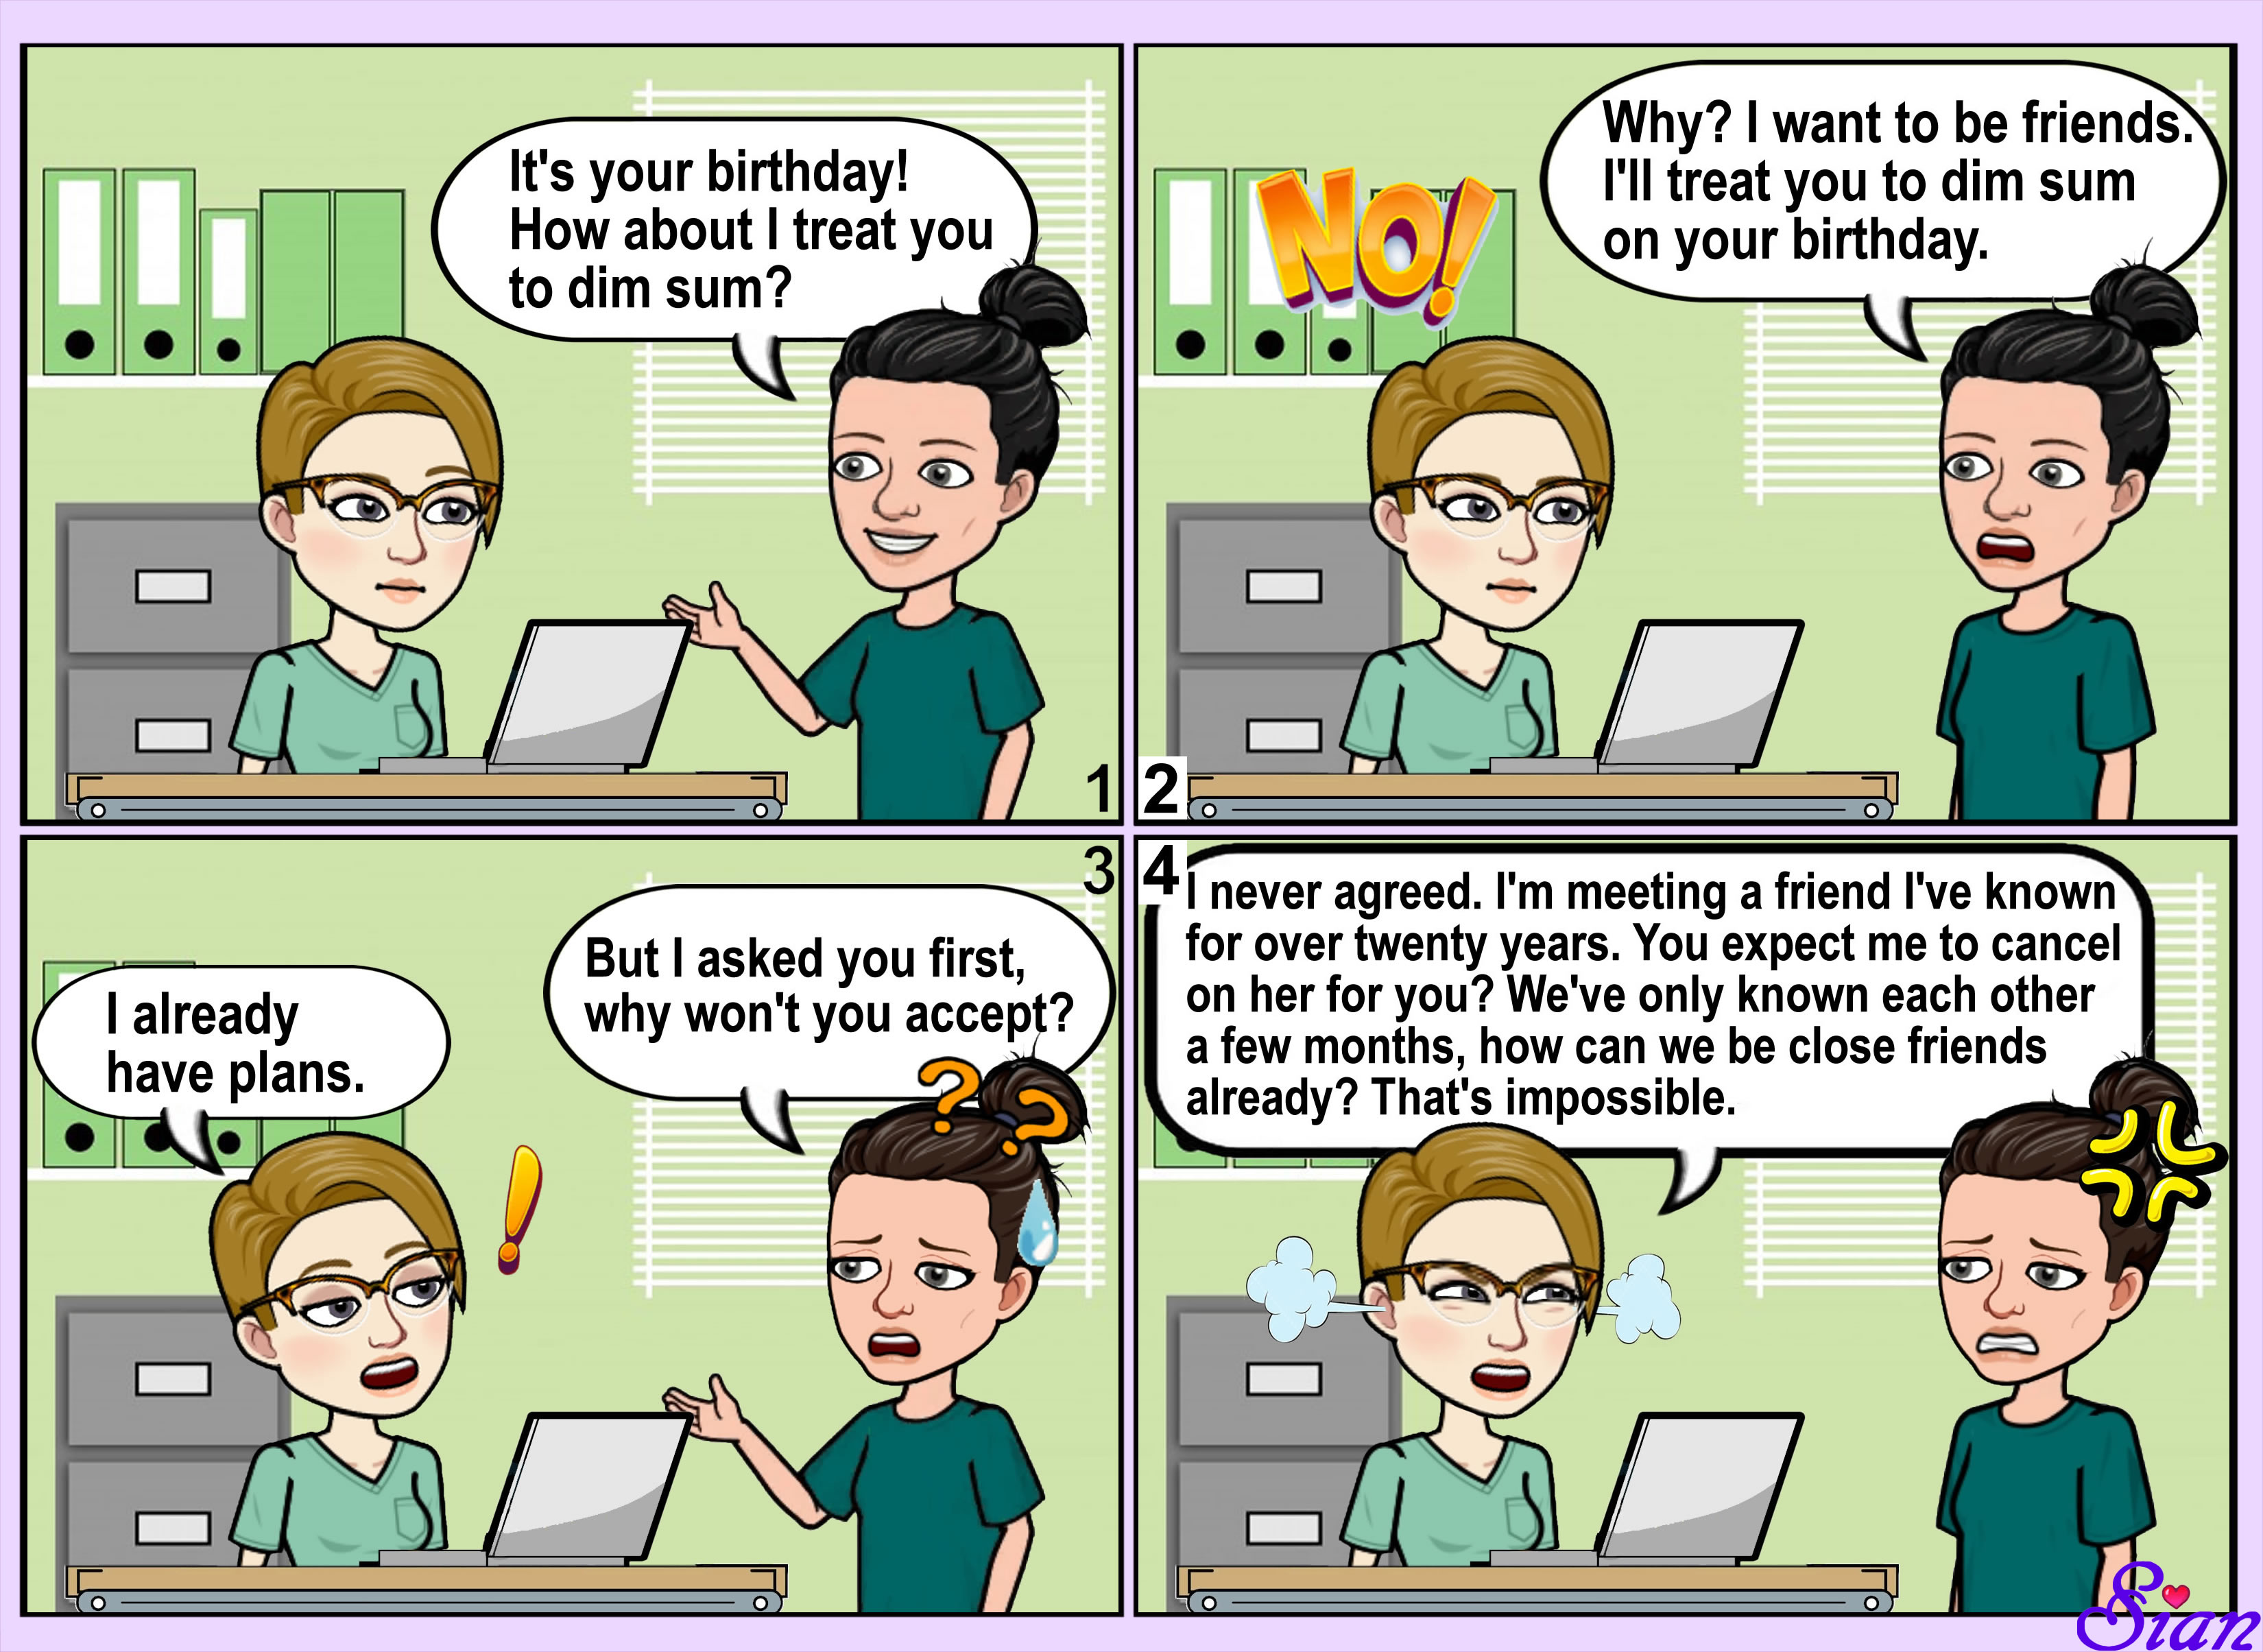 It's your birthday!
How about I treat you
to dim sum?
1
NO!
Why? I want to be friends.
I'll treat you to dim sum
on your birthday.
2
3
I already
have plans.
But I asked you first,
why won't you accept?
4
I never agreed. I'm meeting a friend I've known
for over twenty years. You expect me to cancel
on her for you? We've only known each other
a few months, how can we be close friends
already? That's impossible.
Sian